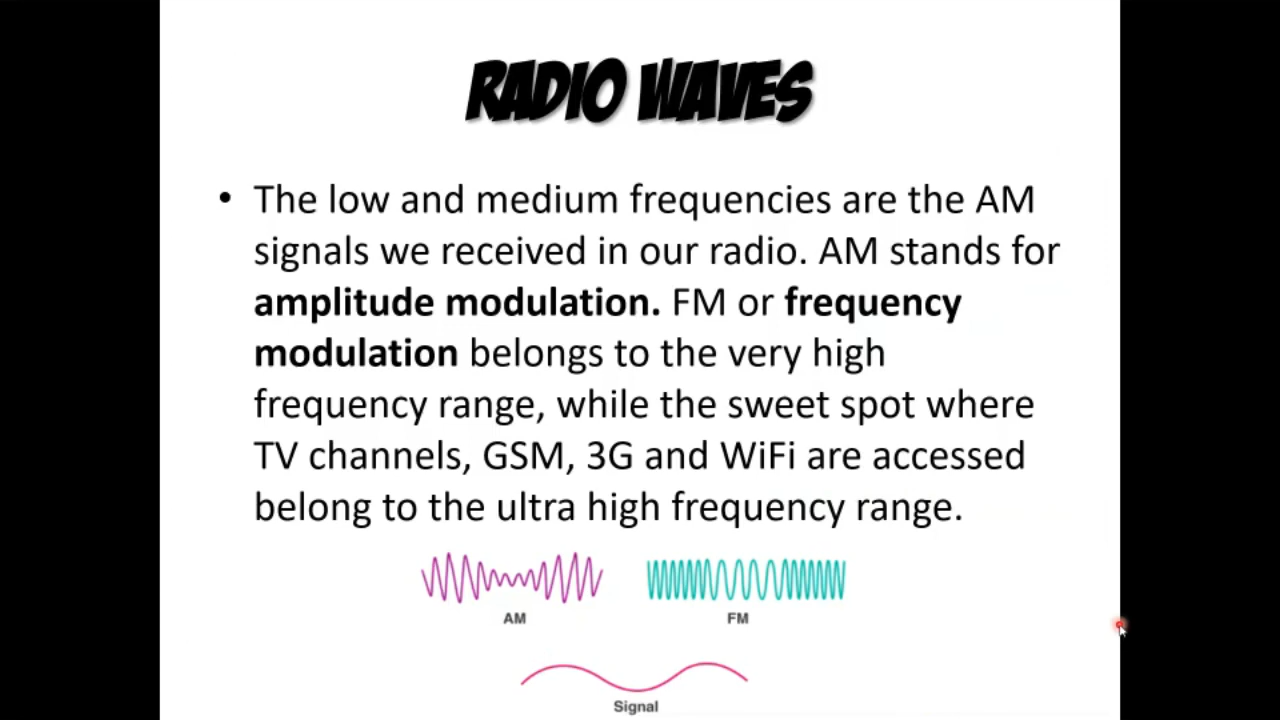 RADIO WAVES
• The low and medium frequencies are the AM
signals we received in our radio. AM stands for
amplitude modulation. FM or frequency
modulation belongs to the very high
frequency range, while the sweet spot where
TV channels, GSM, 3G and WiFi are accessed
belong to the ultra high frequency range.
AM FM
Signal